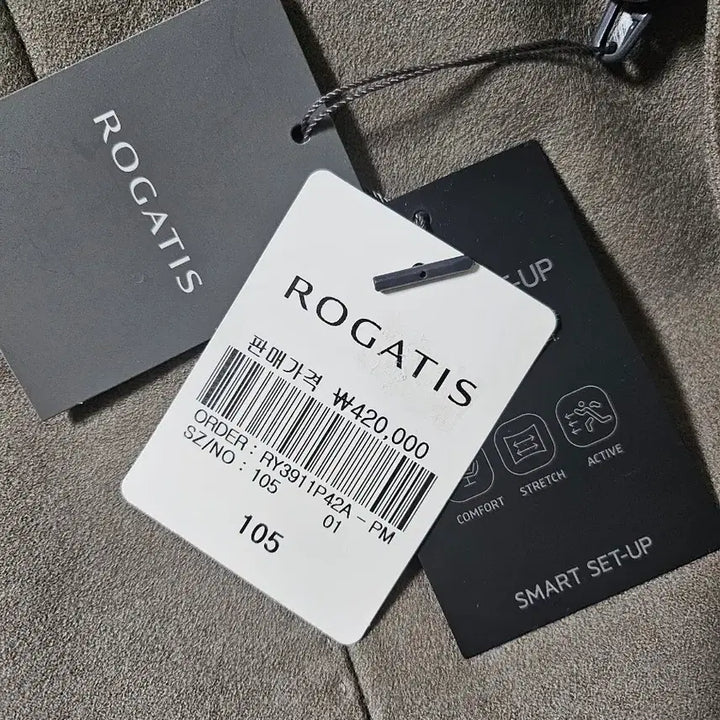 ROGATIS
ROGATIS
판매가격 ₩420,000
ORDER : RY3911P42A - PM
SZ/NO : 105 01
105
-UP
COMFORT STRETCH ACTIVE
SMART SET-UP